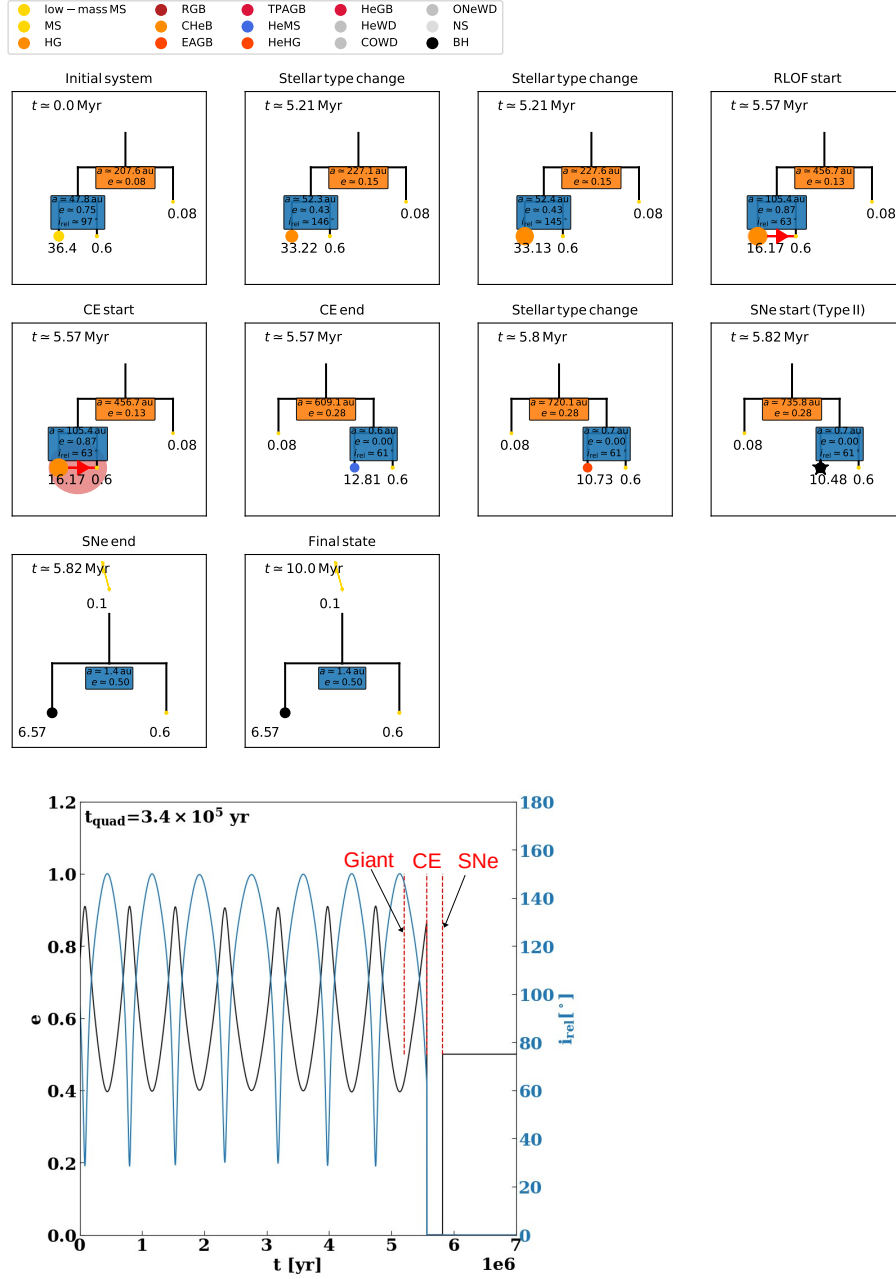 low − mass MS RGB TPAGB HeGB ONeWD
MS CHeB HeMS HeWD NS
HG EAGB HeHG COWD BH
Initial system
t ≃ 0.0 Myr
a ≃ 207.6 au
e ≃ 0.08
a ≃ 47.8 au
e ≃ 0.75
i_rel ≃ 97°
0.08
36.4 0.6
Stellar type change
t ≃ 5.21 Myr
a ≃ 227.1 au
e ≃ 0.15
a ≃ 52.3 au
e ≃ 0.43
i_rel ≃ 146°
0.08
33.22 0.6
Stellar type change
t ≃ 5.21 Myr
a ≃ 227.6 au
e ≃ 0.15
a ≃ 52.4 au
e ≃ 0.43
i_rel ≃ 145°
0.08
33.13 0.6
RLOF start
t ≃ 5.57 Myr
a ≃ 456.7 au
e ≃ 0.13
a ≃ 105.4 au
e ≃ 0.87
i_rel ≃ 63°
0.08
16.17 0.6
CE start
t ≃ 5.57 Myr
a ≃ 456.7 au
e ≃ 0.13
a ≃ 105.4 au
e ≃ 0.87
i_rel ≃ 63°
0.08
16.17 0.6
CE end
t ≃ 5.57 Myr
a ≃ 609.1 au
e ≃ 0.28
a ≃ 0.6 au
e ≃ 0.00
i_rel ≃ 61°
0.08
12.81 0.6
Stellar type change
t ≃ 5.8 Myr
a ≃ 720.1 au
e ≃ 0.28
a ≃ 0.7 au
e ≃ 0.00
i_rel ≃ 61°
0.08
10.73 0.6
SNe start (Type II)
t ≃ 5.82 Myr
a ≃ 735.8 au
e ≃ 0.28
a ≃ 0.7 au
e ≃ 0.00
i_rel ≃ 61°
0.08
10.48 0.6
SNe end
t ≃ 5.82 Myr
0.1
a ≃ 1.4 au
e ≃ 0.50
6.57 0.6
Final state
t ≃ 10.0 Myr
0.1
a ≃ 1.4 au
e ≃ 0.50
6.57 0.6
t_quad=3.4 × 10⁵ yr
Giant CE SNe
1.2
1.0
0.8
0.6
0.4
0.2
0.0
e
180
160
140
120
100
80
60
40
20
0
i_rel[°]
0 1 2 3 4 5 6 7
t [yr]
1e6